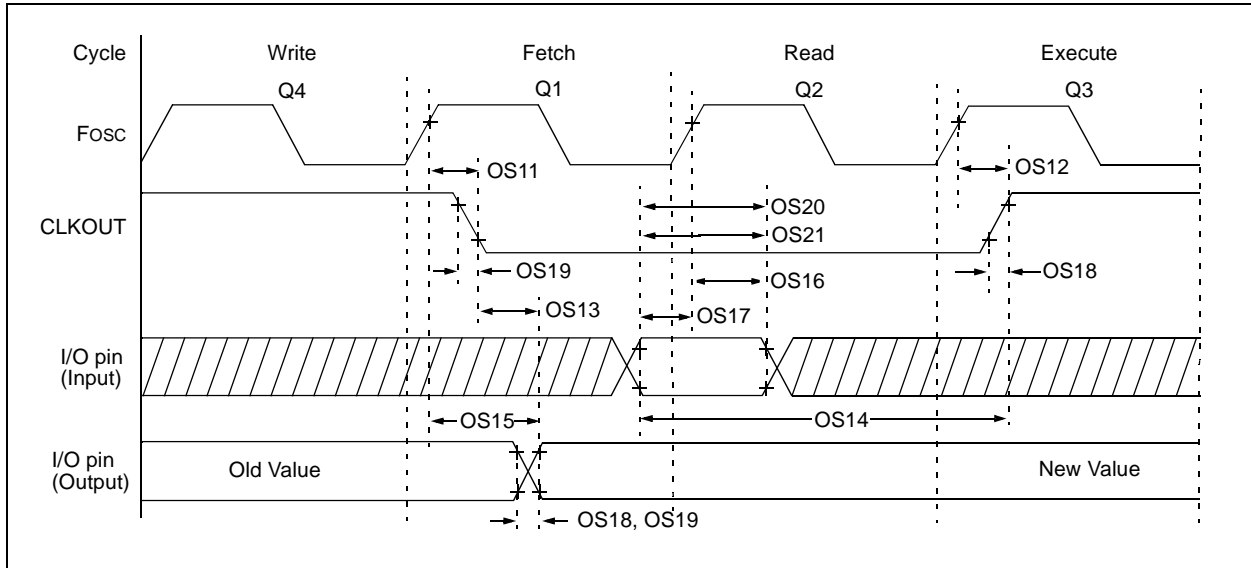 Cycle Write Fetch Read Execute
Q4 Q1 Q2 Q3
FOSC
OS11 OS12
OS20
CLKOUT OS21
OS19 OS18
OS16
OS13 OS17
I/O pin
(Input)
OS15 OS14
I/O pin
(Output)
Old Value New Value
OS18, OS19